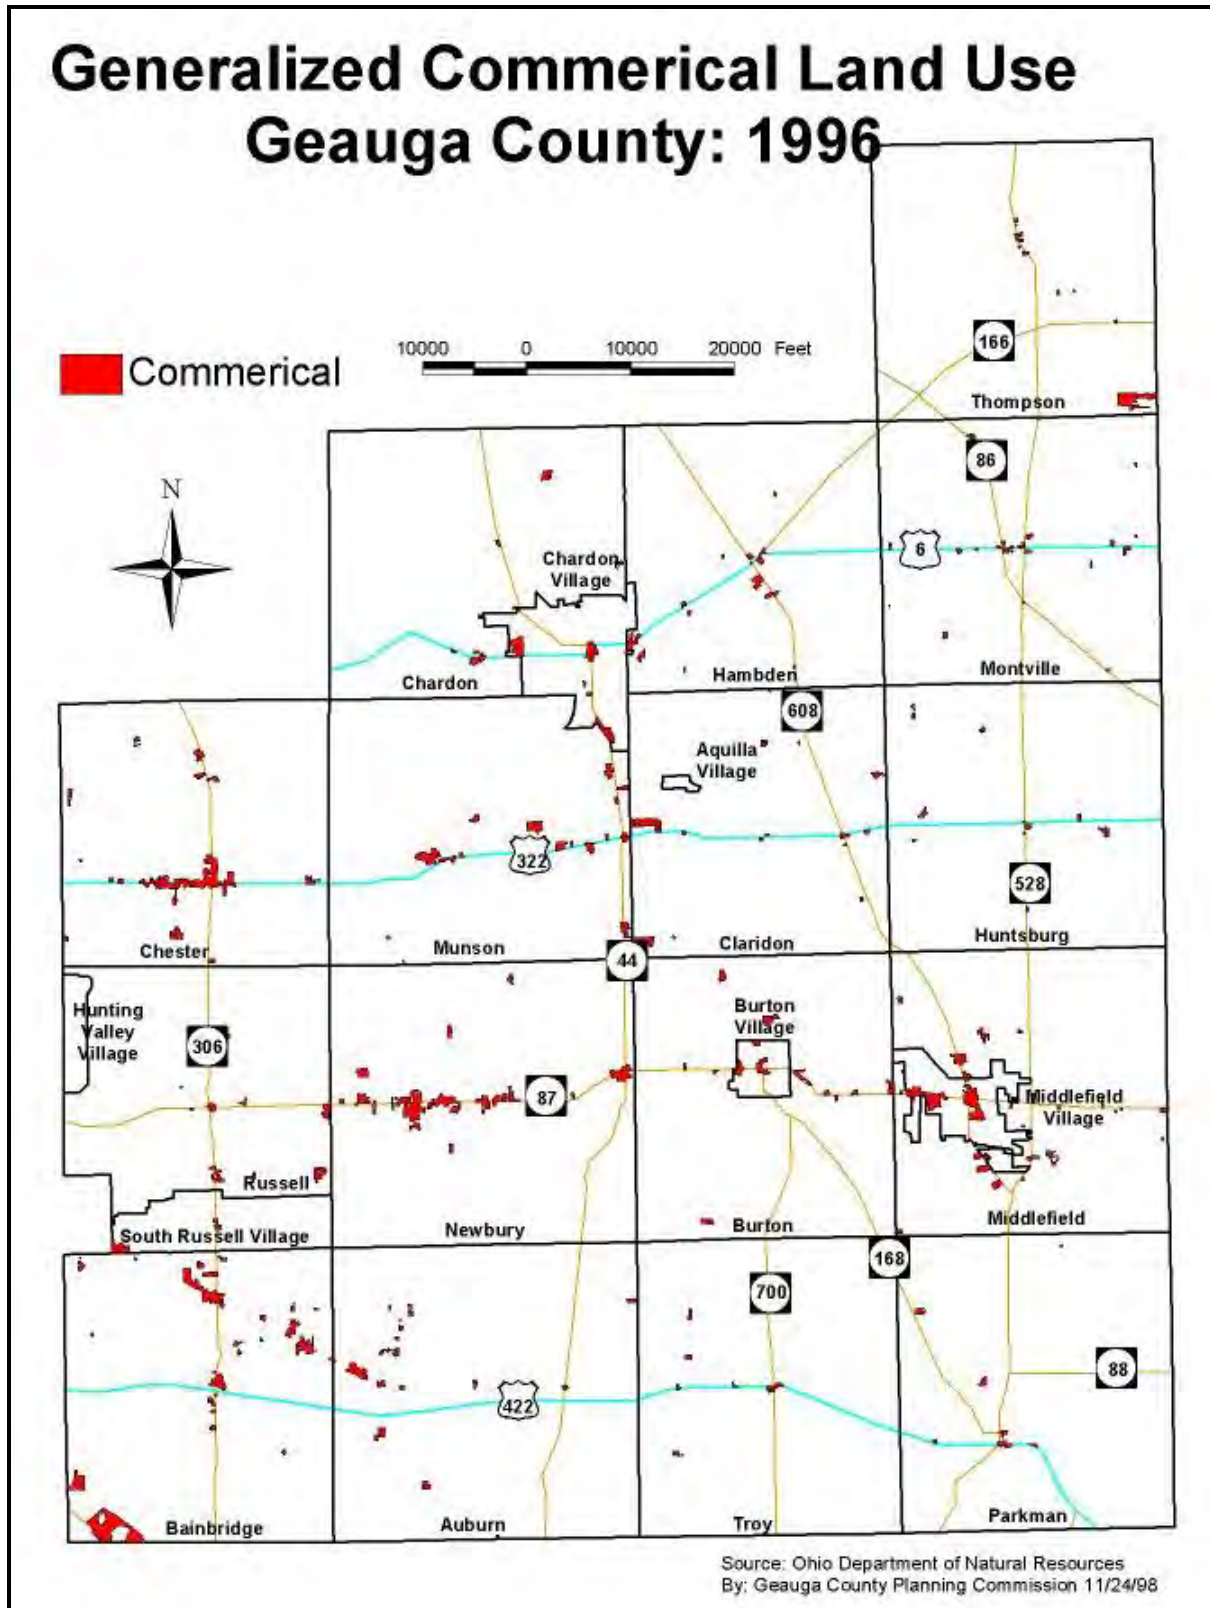 Generalized Commerical Land Use
Geauga County: 1996
10000 0 10000 20000 Feet
Commerical
166
Thompson
86
N
6
Chardon
Village
Chardon
Hambden
Montville
608
Aquilla
Village
322
528
Chester
Munson
Claridon
Huntsburg
44
Hunting
Valley
Village
Burton
Village
306
87
Middlefield
Village
Russell
South Russell Village
Newbury
Burton
Middlefield
168
700
88
422
Bainbridge
Auburn
Troy
Parkman
Source: Ohio Department of Natural Resources
By: Geauga County Planning Commission 11/24/98